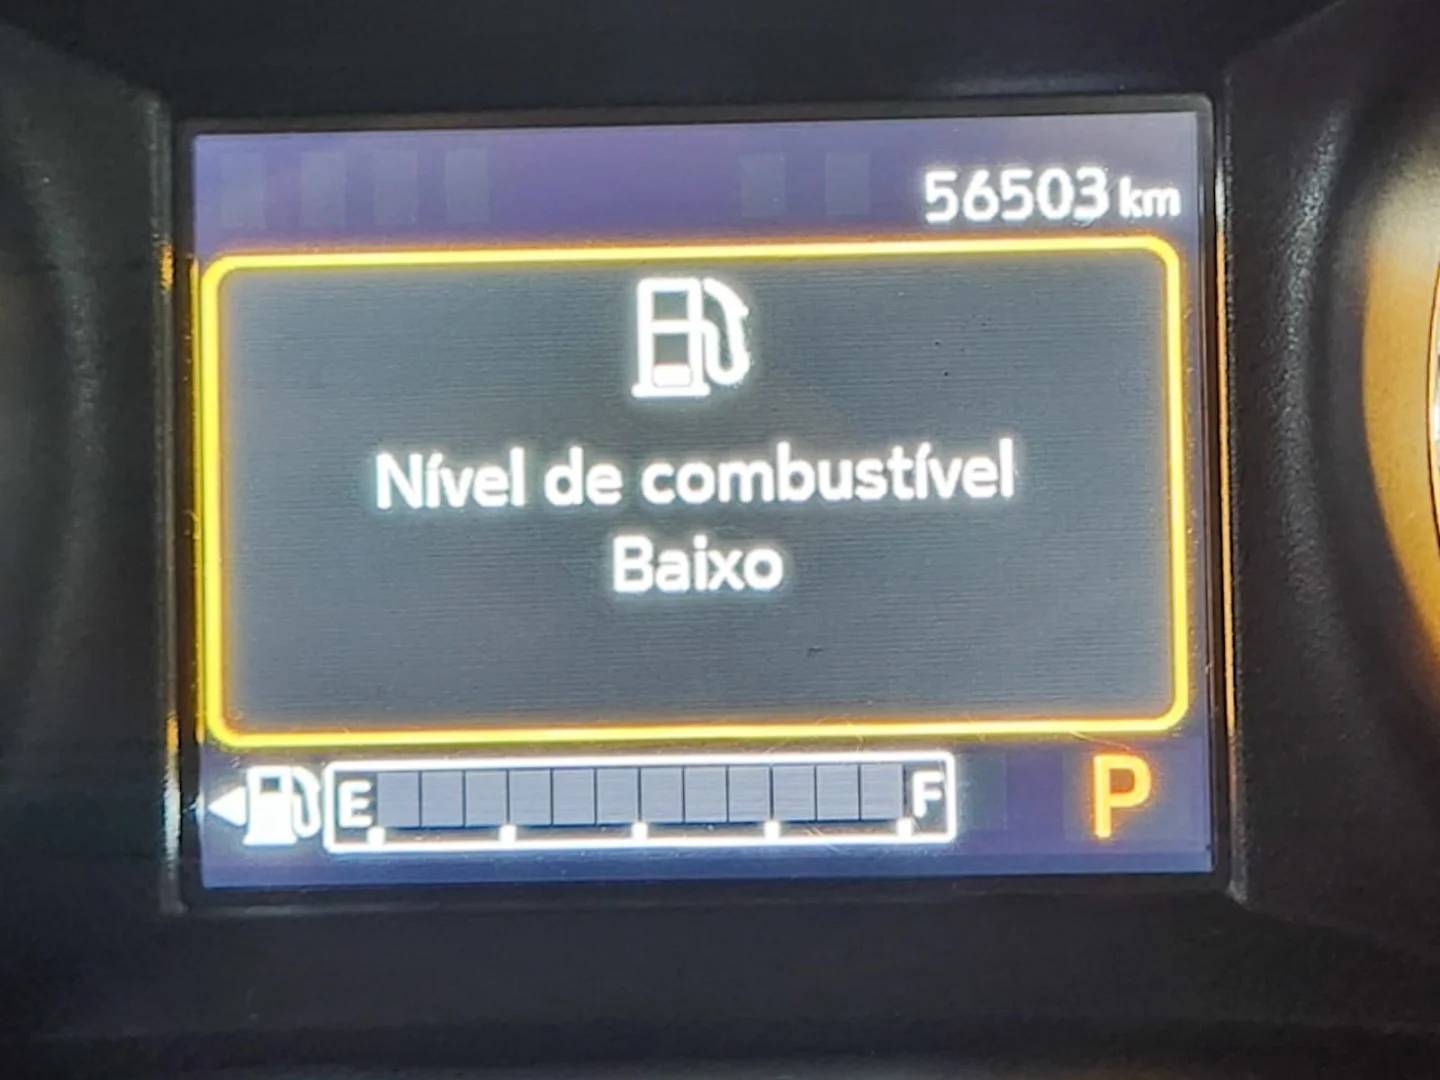 56503 km
Nível de combustível
Baixo
E F P